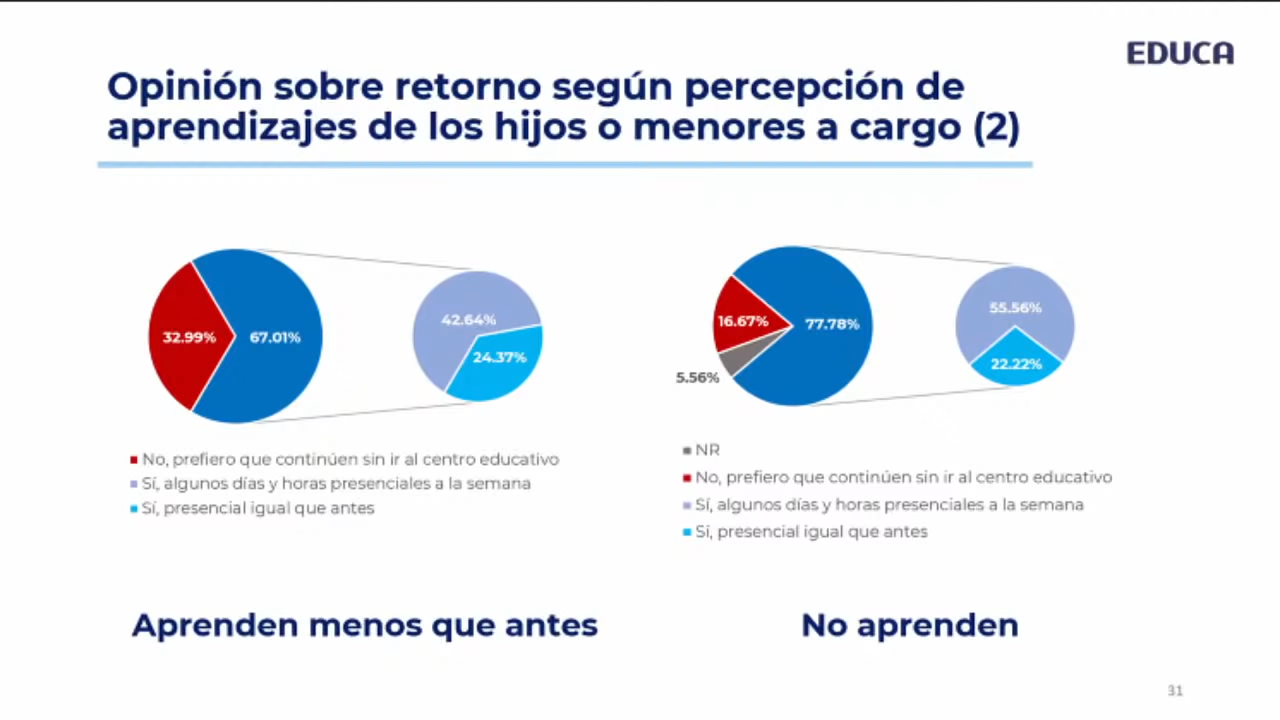 EDUCA
Opinión sobre retorno según percepción de
aprendizajes de los hijos o menores a cargo (2)
32.99%
67.01%
42.64%
24.37%
No, prefiero que continúen sin ir al centro educativo
Sí, algunos días y horas presenciales a la semana
Sí, presencial igual que antes
Aprenden menos que antes
16.67%
77.78%
5.56%
55.56%
22.22%
NR
No, prefiero que continúen sin ir al centro educativo
Sí, algunos días y horas presenciales a la semana
Sí, presencial igual que antes
No aprenden
31